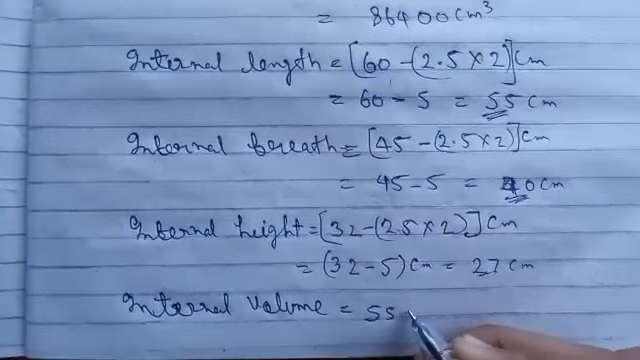 = 86400 cm³
Internal length = [60 - (2.5 × 2)] cm
= 60 - 5 = 55 cm
Internal breath = [45 - (2.5 × 2)] cm
= 45 - 5 = 40 cm
Internal height = [32 - (2.5 × 2)] cm
= (32 - 5) cm = 27 cm
Internal volume = 55